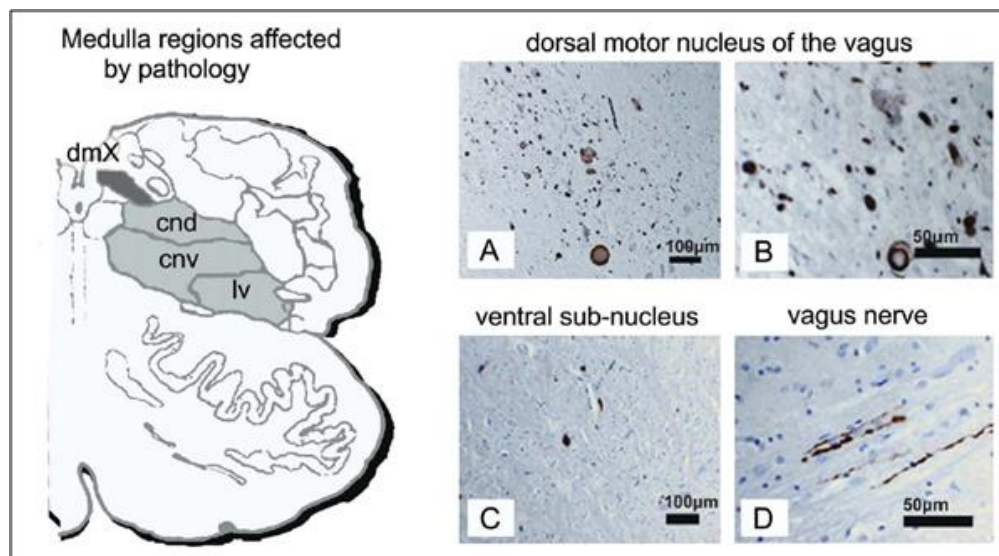 Medulla regions affected
by pathology
dmX
cnd
cnv
lv
dorsal motor nucleus of the vagus
A
100µm
B
50µm
ventral sub-nucleus
C
100µm
vagus nerve
D
50µm